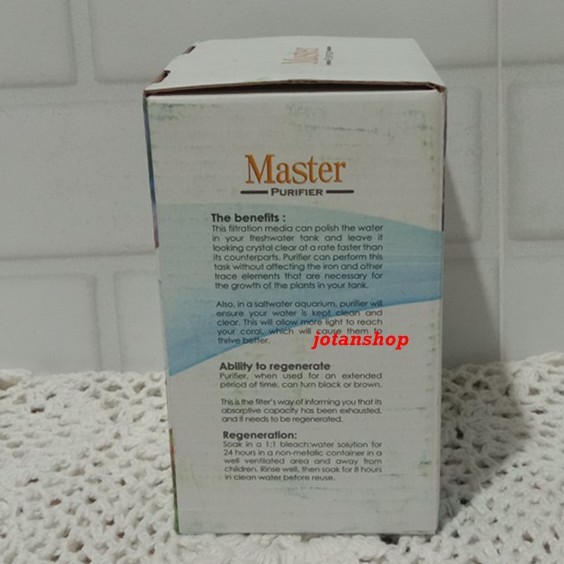 Master
Master
PURIFIER
The benefits :
This filtration media can polish the water
in your freshwater tank and leave it
looking crystal clear at a rate faster than
its counterparts. Purifier can perform this
task without affecting the iron and other
trace elements that are necessary for
the growth of the plants in your tank.
Also, in a saltwater aquarium, purifier will
ensure your water is kept clean and
clear. This will allow more light to reach
your coral, which will cause them to
thrive better.
jotanshop
Ability to regenerate
Purifier, when used for an extended
period of time, can turn black or brown.
This is the filter's way of informing you that its
absorptive capacity has been exhausted,
and it needs to be regenerated.
Regeneration:
Soak in a 1:1 bleach:water solution for
24 hours in a non-metallic container in a
well ventilated area and away from
children. Rinse well, then soak for 8 hours
in clean water before reuse.